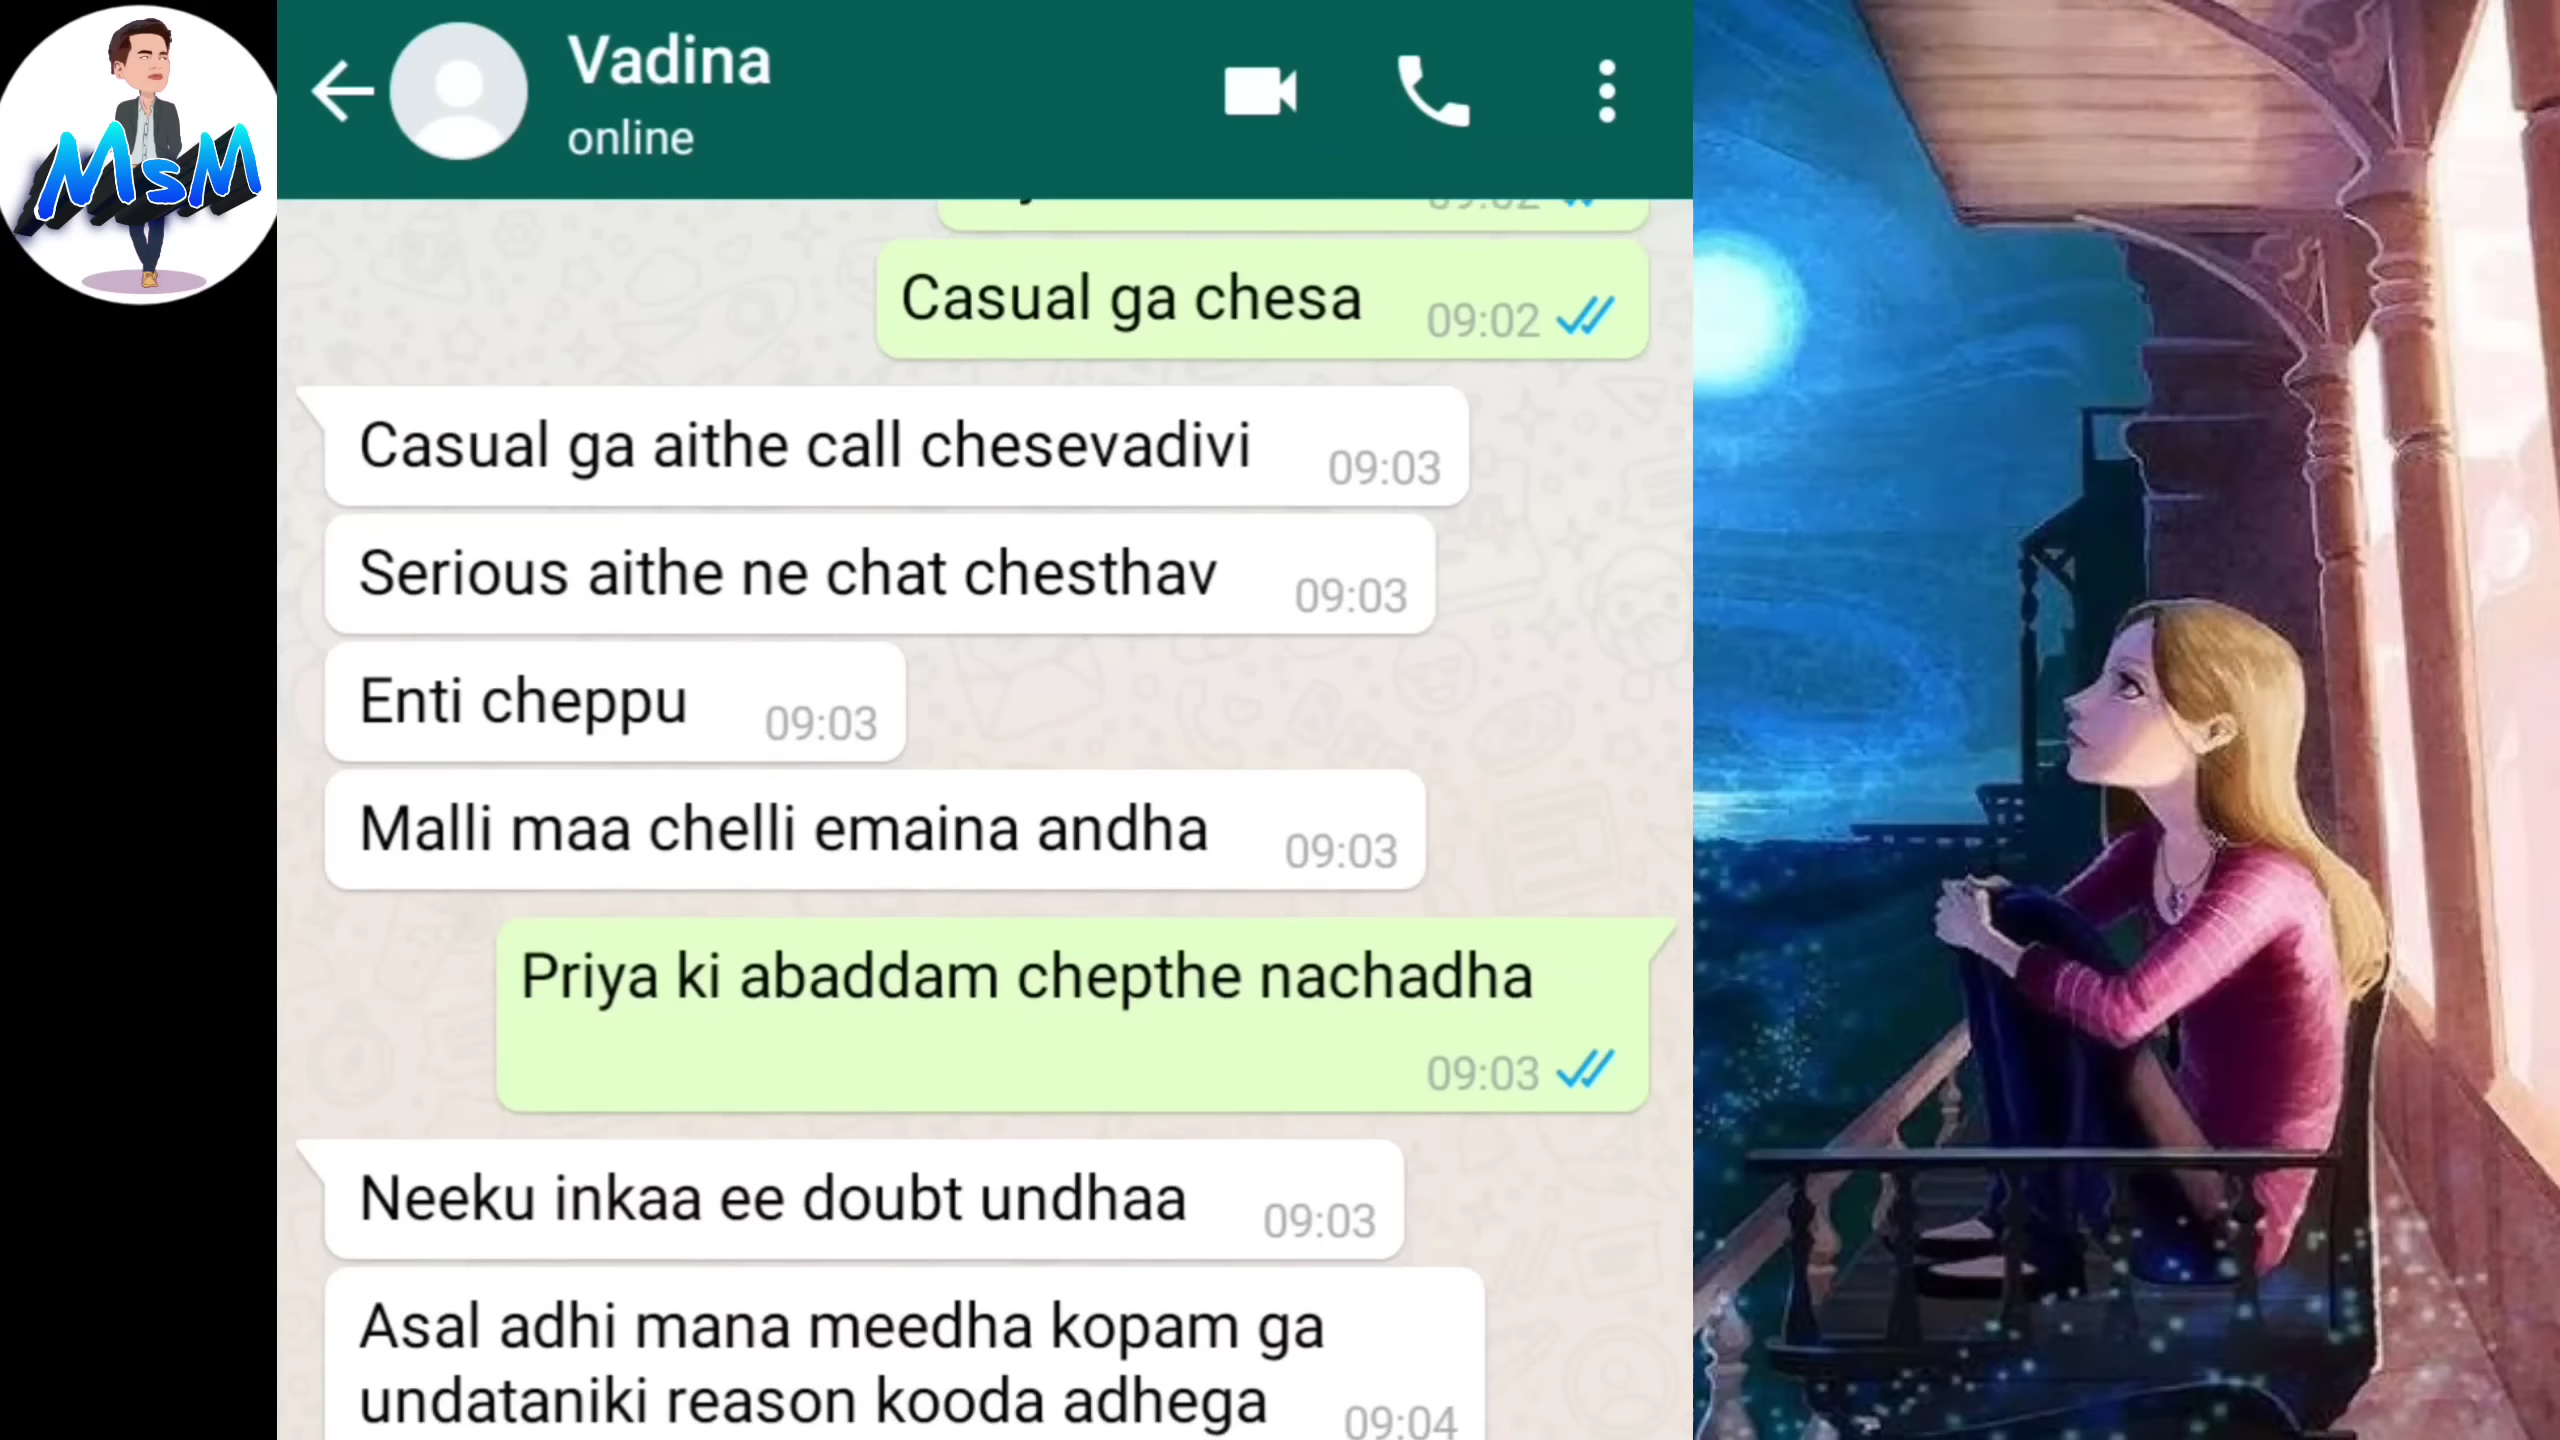 MsM
Vadina
online
Casual ga chesa 09:02
Casual ga aithe call chesevadivi 09:03
Serious aithe ne chat chesthav 09:03
Enti cheppu 09:03
Malli maa chelli emaina andha 09:03
Priya ki abaddam chepthe nachadha
09:03
Neeku inkaa ee doubt undhaa 09:03
Asal adhi mana meedha kopam ga
undataniki reason kooda adhega 09:04